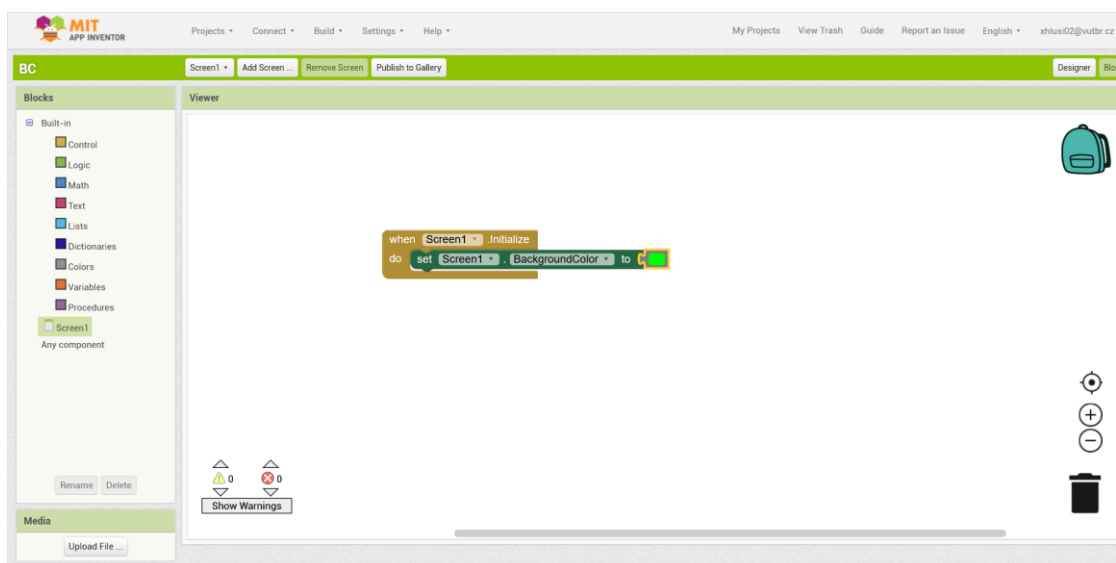 MIT
APP INVENTOR
Projects Connect Build Settings Help My Projects View Trash Guide Report an Issue English xhlusi02@vutbr.cz
BC Screen1 Add Screen ... Remove Screen Publish to Gallery Designer Blo
Blocks Viewer
Built-in
Control
Logic
Math
Text
Lists
Dictionaries
Colors
Variables
Procedures
Screen1
Any component
when Screen1 .Initialize
do set Screen1 . BackgroundColor to
0 0
Show Warnings
Rename Delete
Media
Upload File ...